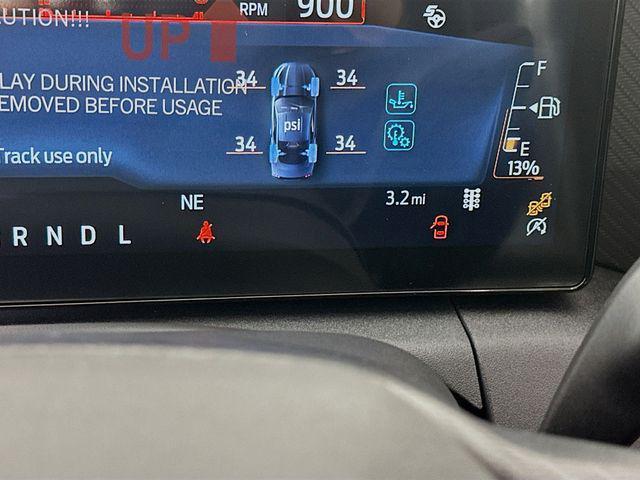 RPM 900
LUTION!!!
UP
LAY DURING INSTALLATION
EMOVED BEFORE USAGE
Track use only
34 34
psi
34 34
F
E
13%
NE
3.2 mi
R N D L